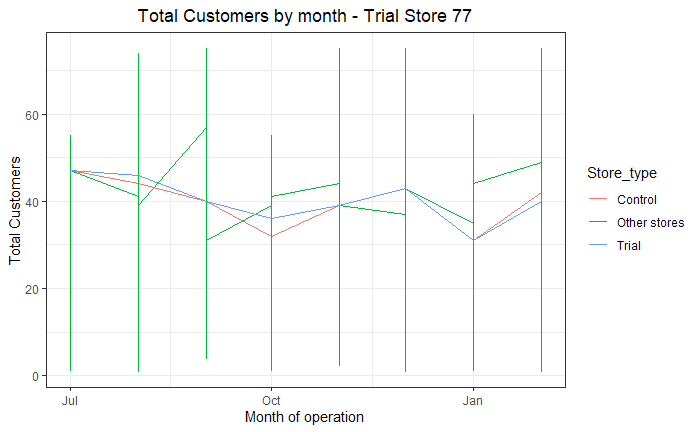 Total Customers by month - Trial Store 77
Total Customers
60
40
20
0
Jul
Oct
Jan
Month of operation
Store_type
Control
Other stores
Trial